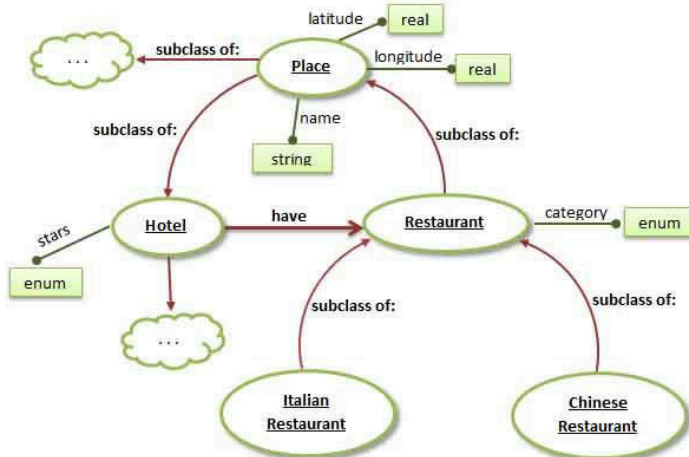 latitude
real
...
subclass of:
Place
longitude
real
name
subclass of:
subclass of:
string
Hotel
have
Restaurant
category
enum
stars
enum
...
subclass of:
subclass of:
Italian
Restaurant
Chinese
Restaurant